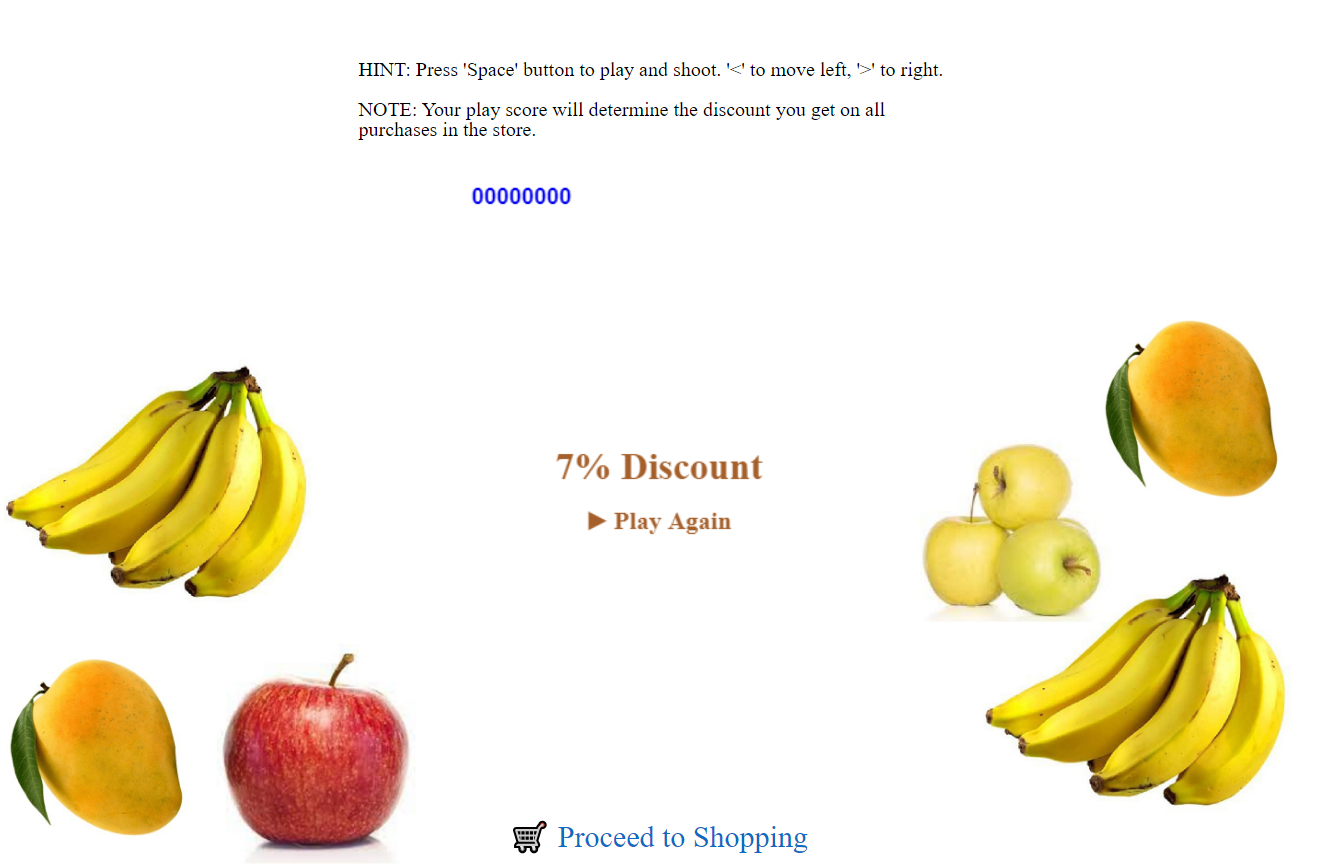 HINT: Press 'Space' button to play and shoot. '<' to move left, '>' to right.
NOTE: Your play score will determine the discount you get on all
purchases in the store.
00000000
7% Discount
► Play Again
Proceed to Shopping